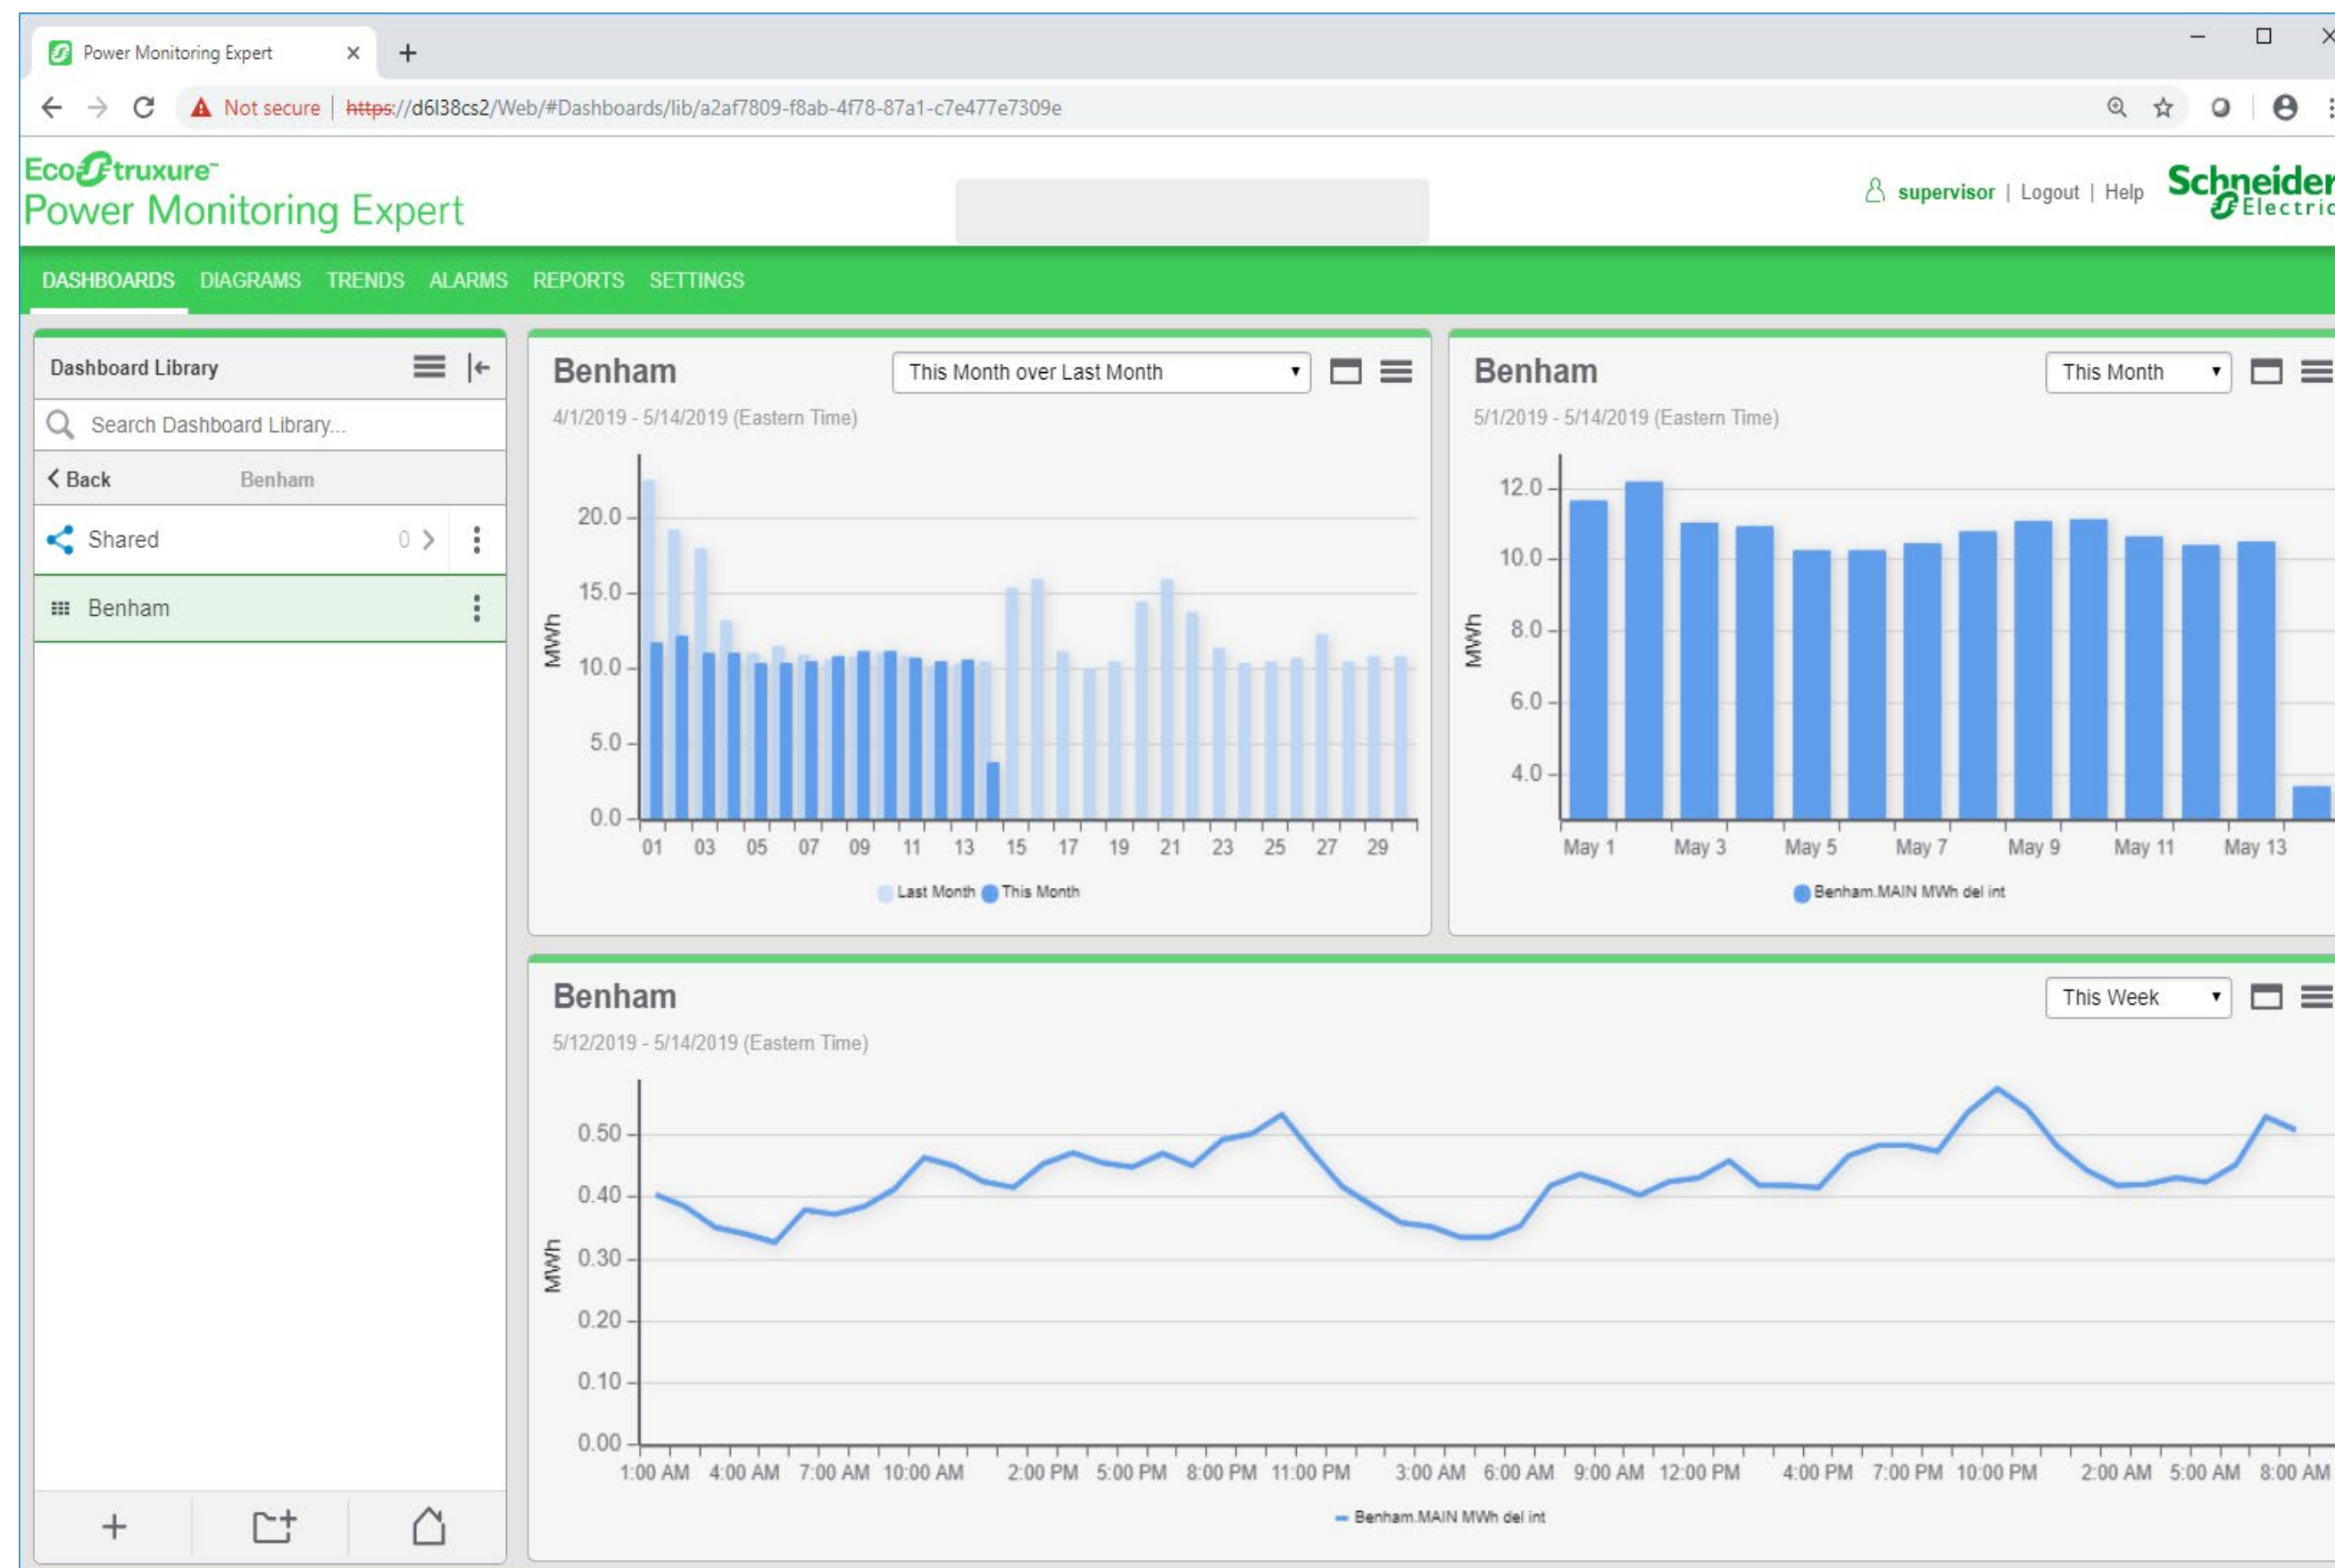 Power Monitoring Expert
Not secure | https://d6l38cs2/Web/#Dashboards/lib/a2af7809-f8ab-4f78-87a1-c7e477e7309e
EcoStruxure™
Power Monitoring Expert
supervisor | Logout | Help
Schneider
Electric
DASHBOARDS DIAGRAMS TRENDS ALARMS REPORTS SETTINGS
Dashboard Library
Search Dashboard Library...
Back Benham
Shared 0
Benham
Benham
This Month over Last Month
4/1/2019 - 5/14/2019 (Eastern Time)
20.0
15.0
10.0
5.0
0.0
MWh
01 03 05 07 09 11 13 15 17 19 21 23 25 27 29
Last Month This Month
Benham
This Month
5/1/2019 - 5/14/2019 (Eastern Time)
12.0
10.0
8.0
6.0
4.0
MWh
May 1 May 3 May 5 May 7 May 9 May 11 May 13
Benham.MAIN MWh del int
Benham
This Week
5/12/2019 - 5/14/2019 (Eastern Time)
0.50
0.40
0.30
0.20
0.10
0.00
MWh
1:00 AM 4:00 AM 7:00 AM 10:00 AM 2:00 PM 5:00 PM 8:00 PM 11:00 PM 3:00 AM 6:00 AM 9:00 AM 12:00 PM 4:00 PM 7:00 PM 10:00 PM 2:00 AM 5:00 AM 8:00 AM
Benham.MAIN MWh del int